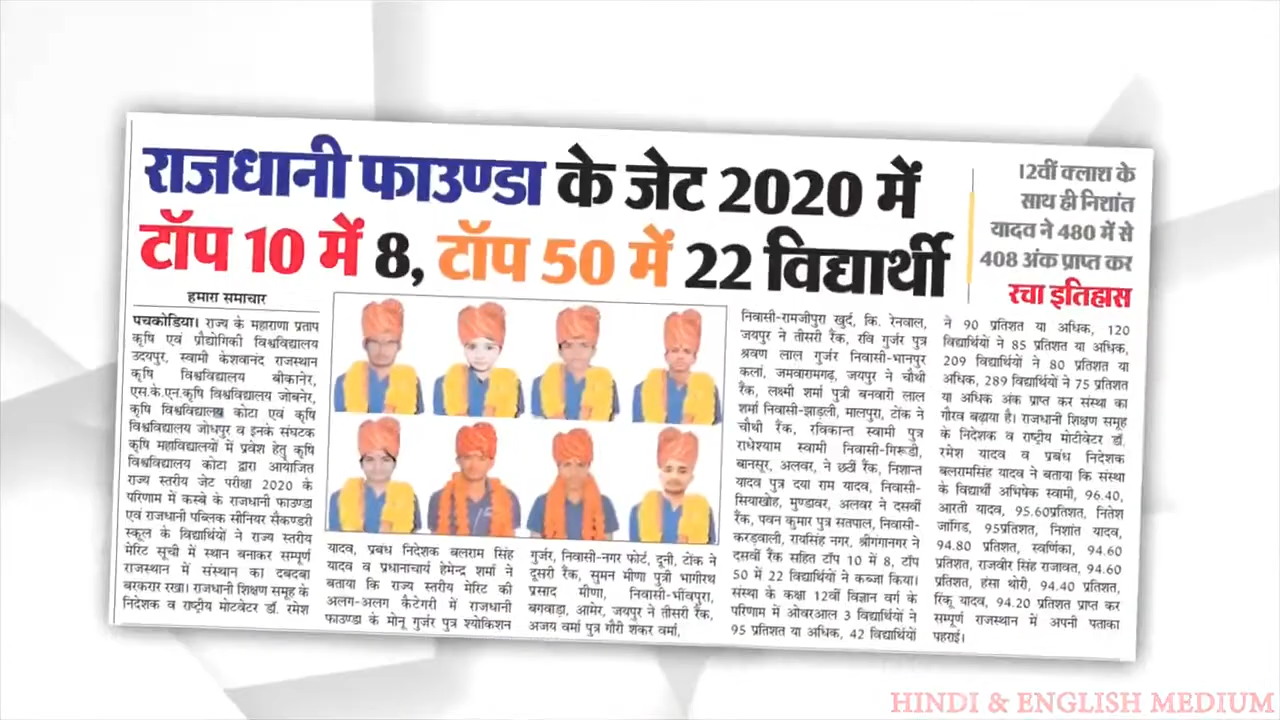 राजधानी फाउण्डा के जेट 2020 में
टॉप 10 में 8, टॉप 50 में 22 विद्यार्थी
12वीं क्लाश के
साथ ही निशांत
यादव ने 480 में से
408 अंक प्राप्त कर
रचा इतिहास
हमारा समाचार
पचकोडिया। राज्य के महाराणा प्रताप
कृषि एवं प्रौद्योगिकी विश्वविद्यालय
उदयपुर, स्वामी केशवानंद राजस्थान
कृषि विश्वविद्यालय बीकानेर,
एस.के.एन.कृषि विश्वविद्यालय जोबनेर,
कृषि विश्वविद्यालय कोटा एवं कृषि
विश्वविद्यालय जोधपुर व इनके संघटक
कृषि महाविद्यालयों में प्रवेश हेतु कृषि
विश्वविद्यालय कोटा द्वारा आयोजित
राज्य स्तरीय जेट परीक्षा 2020 के
परिणाम में कस्बे के राजधानी फाउण्डा
एवं राजधानी पब्लिक सीनियर सैकण्डरी
स्कूल के विद्यार्थियों ने राज्य स्तरीय
मेरिट सूची में स्थान बनाकर सम्पूर्ण
राजस्थान में संस्थान का दबदबा
बरकरार रखा। राजधानी शिक्षण समूह के
निदेशक व राष्ट्रीय मोटवेटर डॉ. रमेश
यादव, प्रबंध निदेशक बलराम सिंह
यादव व प्रधानाचार्य हेमेन्द्र शर्मा ने
बताया कि राज्य स्तरीय मेरिट की
अलग-अलग कैटेगरी में राजधानी
फाउण्डा के मोनू गुर्जर पुत्र श्योकिशन
गुर्जर, निवासी-नगर फोर्ट, दूनी, टोंक ने
दूसरी रैंक, सुमन मीणा पुत्री भागीरथ
प्रसाद मीणा, निवासी-भींवपुरा,
बगवाड़ा, आमेर, जयपुर ने तीसरी रैंक,
अजय वर्मा पुत्र गौरी शंकर वर्मा,
निवासी-रामजीपुरा खुर्द, कि. रेनवाल,
जयपुर ने तीसरी रैंक, रवि गुर्जर पुत्र
श्रवण लाल गुर्जर निवासी-भानपुर
कलां, जमवारामगढ़, जयपुर ने चौथी
रैंक, लक्ष्मी शर्मा पुत्री बनवारी लाल
शर्मा निवासी-झाड़ली, मालपुरा, टोंक ने
चौथी रैंक, रविकान्त स्वामी पुत्र
राधेश्याम स्वामी निवासी-गिरूडी,
बानसूर, अलवर, ने छठीं रैंक, निशान्त
यादव पुत्र दया राम यादव, निवासी-
सियाखोह, मुण्डावर, अलवर ने दसवीं
रैंक, पवन कुमार पुत्र सतपाल, निवासी-
करड़वाली, रायसिंह नगर, श्रीगंगानगर ने
दसवीं रैंक सहित टॉप 10 में 8, टॉप
50 में 22 विद्यार्थियों ने कब्जा किया।
संस्था के कक्षा 12वीं विज्ञान वर्ग के
परिणाम में ओवरआल 3 विद्यार्थियों ने
95 प्रतिशत या अधिक, 42 विद्यार्थियों
ने 90 प्रतिशत या अधिक, 120
विद्यार्थियों ने 85 प्रतिशत या अधिक,
209 विद्यार्थियों ने 80 प्रतिशत या
अधिक, 289 विद्यार्थियों ने 75 प्रतिशत
या अधिक अंक प्राप्त कर संस्था का
गौरव बढ़ाया है। राजधानी शिक्षण समूह
के निदेशक व राष्ट्रीय मोटीवेटर डॉ.
रमेश यादव व प्रबंध निदेशक
बलरामसिंह यादव ने बताया कि संस्था
के विद्यार्थी अभिषेक स्वामी, 96.40,
आरती यादव, 95.60प्रतिशत, नितेश
जांगिड, 95प्रतिशत, निशांत यादव,
94.80 प्रतिशत, स्वर्णिका, 94.60
प्रतिशत, राजवीर सिंह राजावत, 94.60
प्रतिशत, हंसा थोरी, 94.40 प्रतिशत,
रिंकू यादव, 94.20 प्रतिशत प्राप्त कर
सम्पूर्ण राजस्थान में अपनी पताका
पहराई।
HINDI & ENGLISH MEDIUM